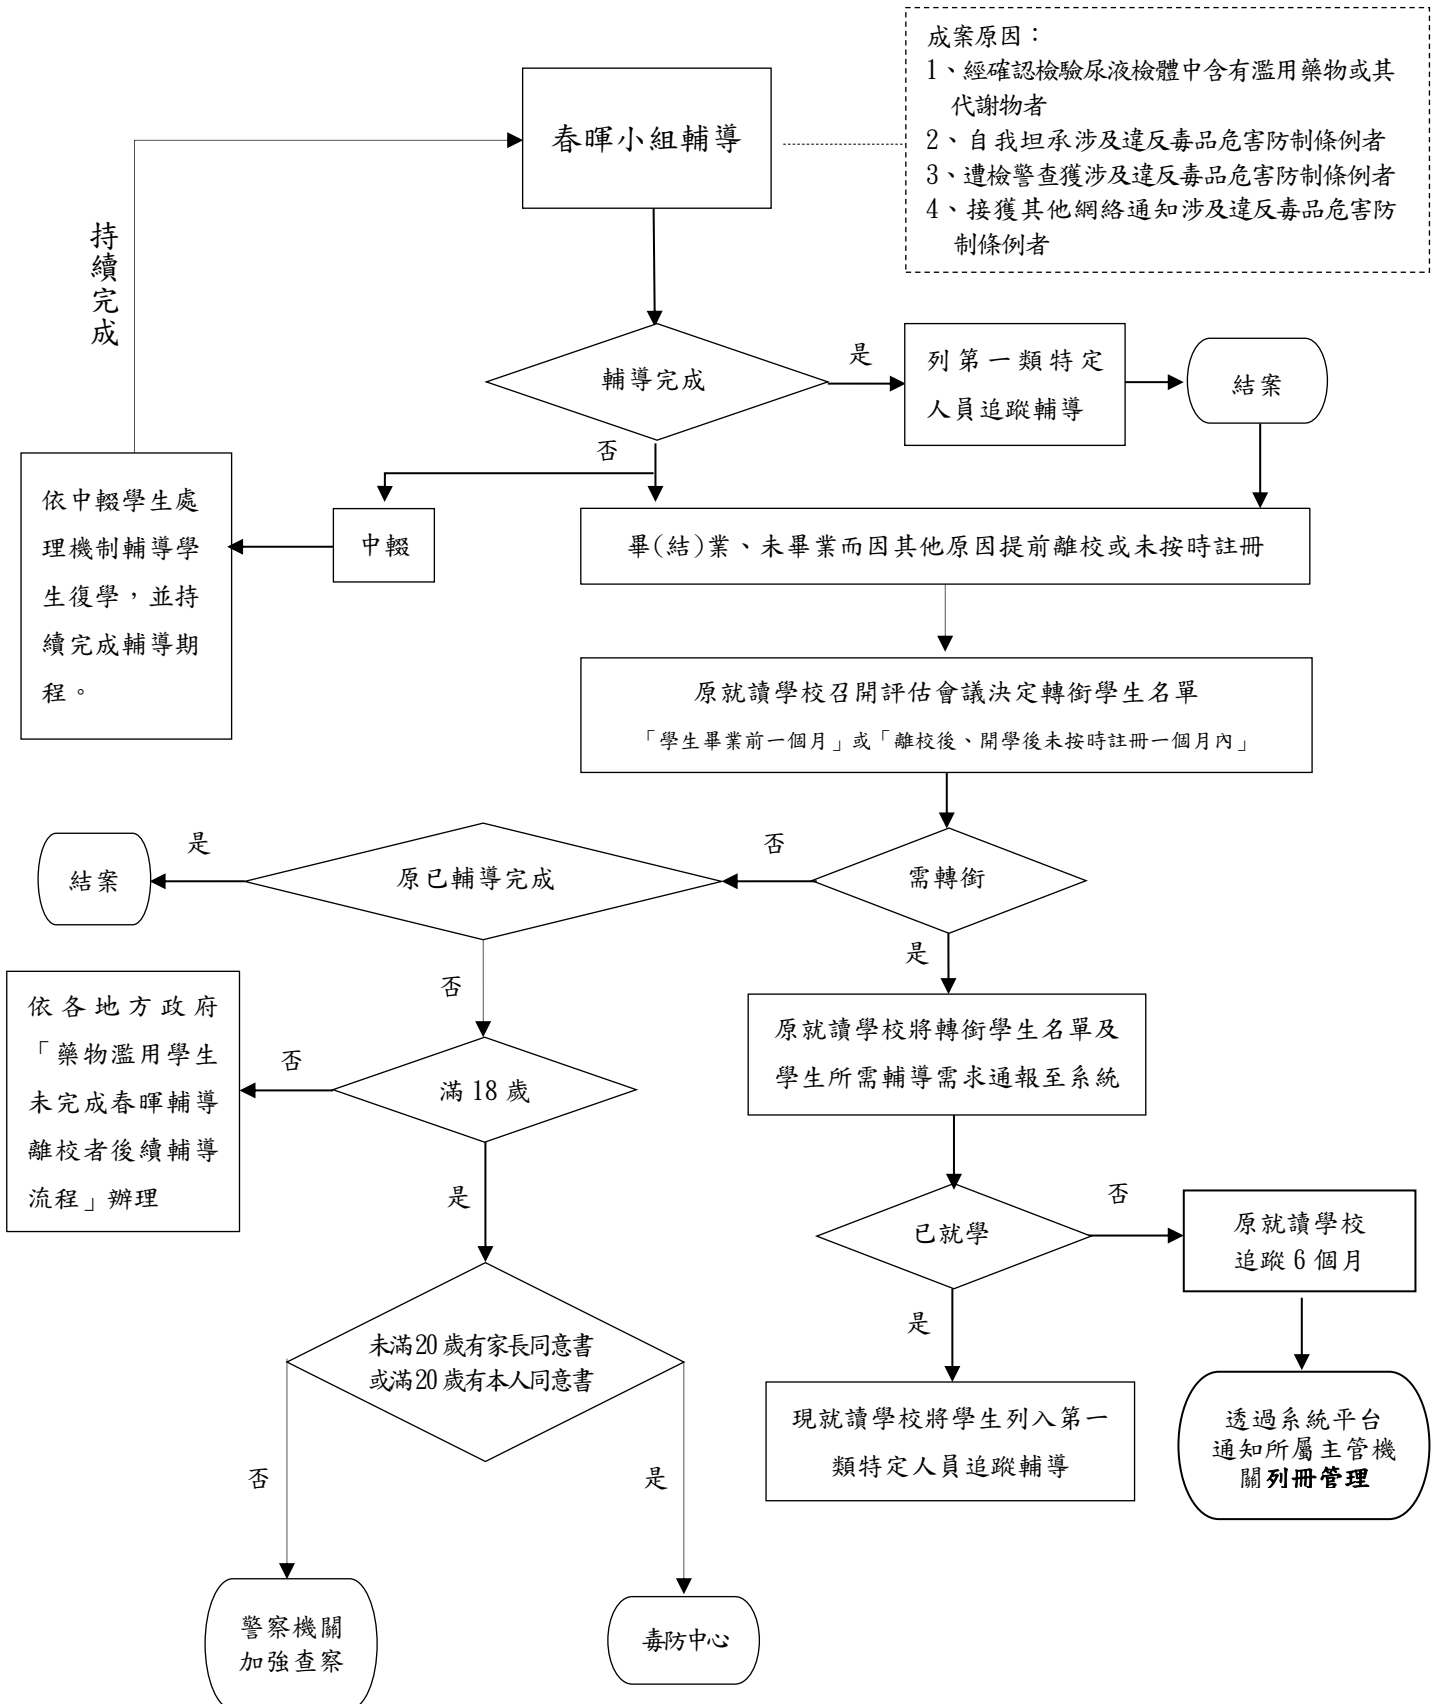 成案原因：
1、經確認檢驗尿液檢體中含有濫用藥物或其
代謝物者
2、自我坦承涉及違反毒品危害防制條例者
3、遭檢警查獲涉及違反毒品危害防制條例者
4、接獲其他網絡通知涉及違反毒品危害防
制條例者
春暉小組輔導
持續完成
輔導完成
是
列第一類特定
人員追蹤輔導
結案
否
依中輟學生處
理機制輔導學
生復學，並持
續完成輔導期
程。
中輟
畢(結)業、未畢業而因其他原因提前離校或未按時註冊
原就讀學校召開評估會議決定轉銜學生名單
「學生畢業前一個月」或「離校後、開學後未按時註冊一個月內」
結案
是
原已輔導完成
否
需轉銜
是
否
依各地方政府
「藥物濫用學生
未完成春暉輔導
離校者後續輔導
流程」辦理
否
滿 18 歲
是
原就讀學校將轉銜學生名單及
學生所需輔導需求通報至系統
已就學
否
原就讀學校
追蹤 6 個月
是
未滿 20 歲有家長同意書
或滿 20 歲有本人同意書
現就讀學校將學生列入第一
類特定人員追蹤輔導
透過系統平台
通知所屬主管機
關列冊管理
否
是
警察機關
加強查察
毒防中心